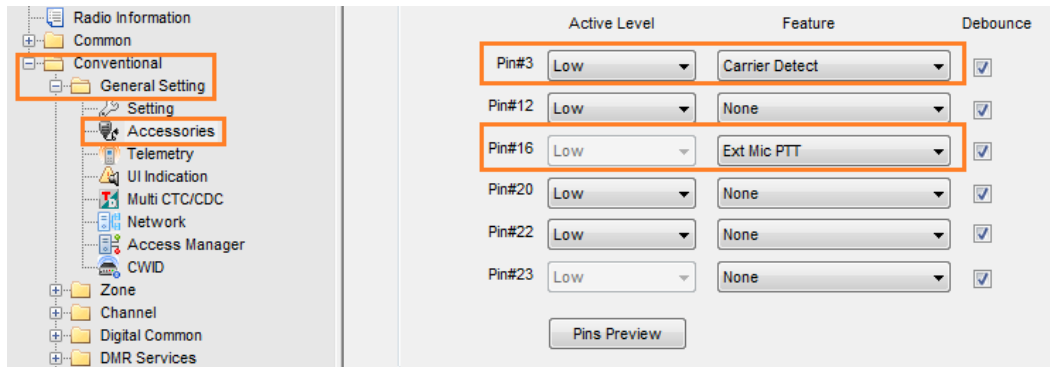 Radio Information
Common
Conventional
General Setting
Setting
Accessories
Telemetry
UI Indication
Multi CTC/CDC
Network
Access Manager
CWID
Zone
Channel
Digital Common
DMR Services
Active Level Feature Debounce
Pin#3 Low Carrier Detect
Pin#12 Low None
Pin#16 Low Ext Mic PTT
Pin#20 Low None
Pin#22 Low None
Pin#23 Low None
Pins Preview